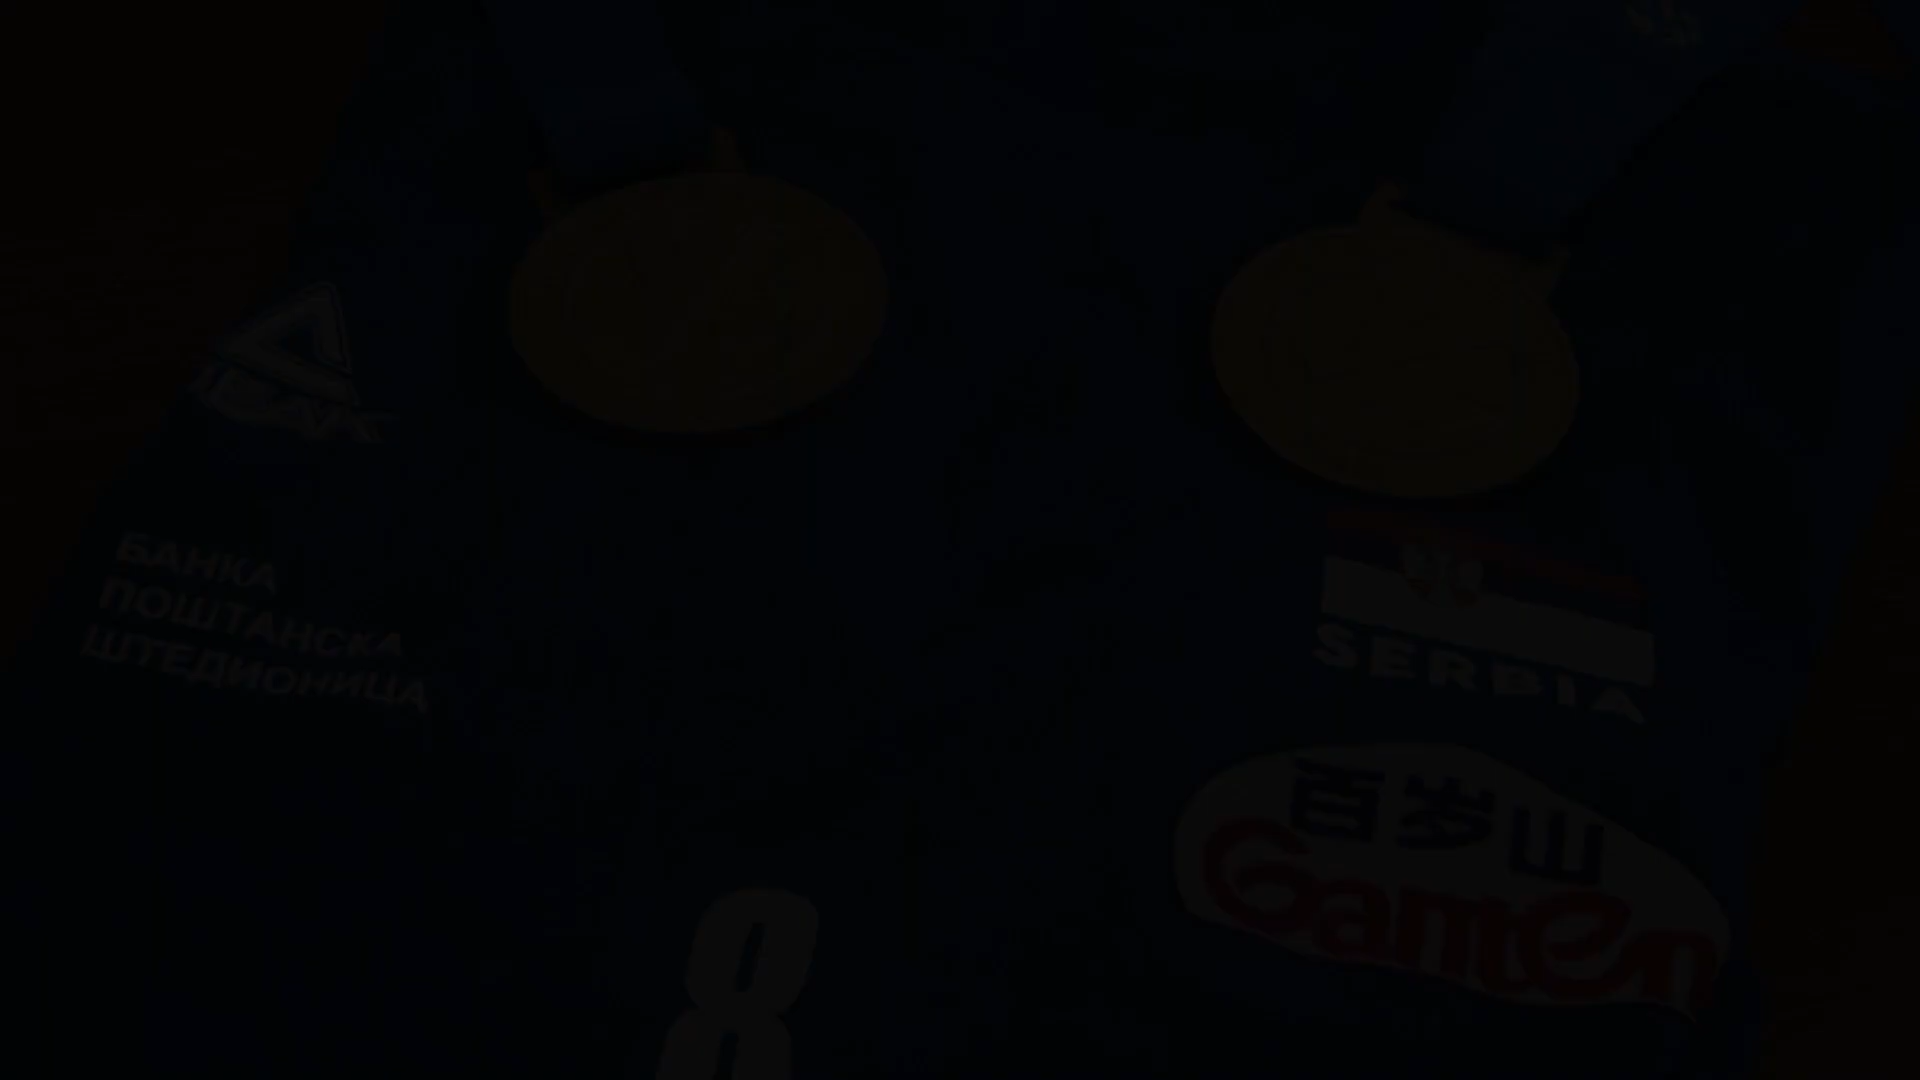 БАНКА
ПОШТАНСКА
ШТЕДИОНИЦА
SERBIA
百岁山
Ganten
8